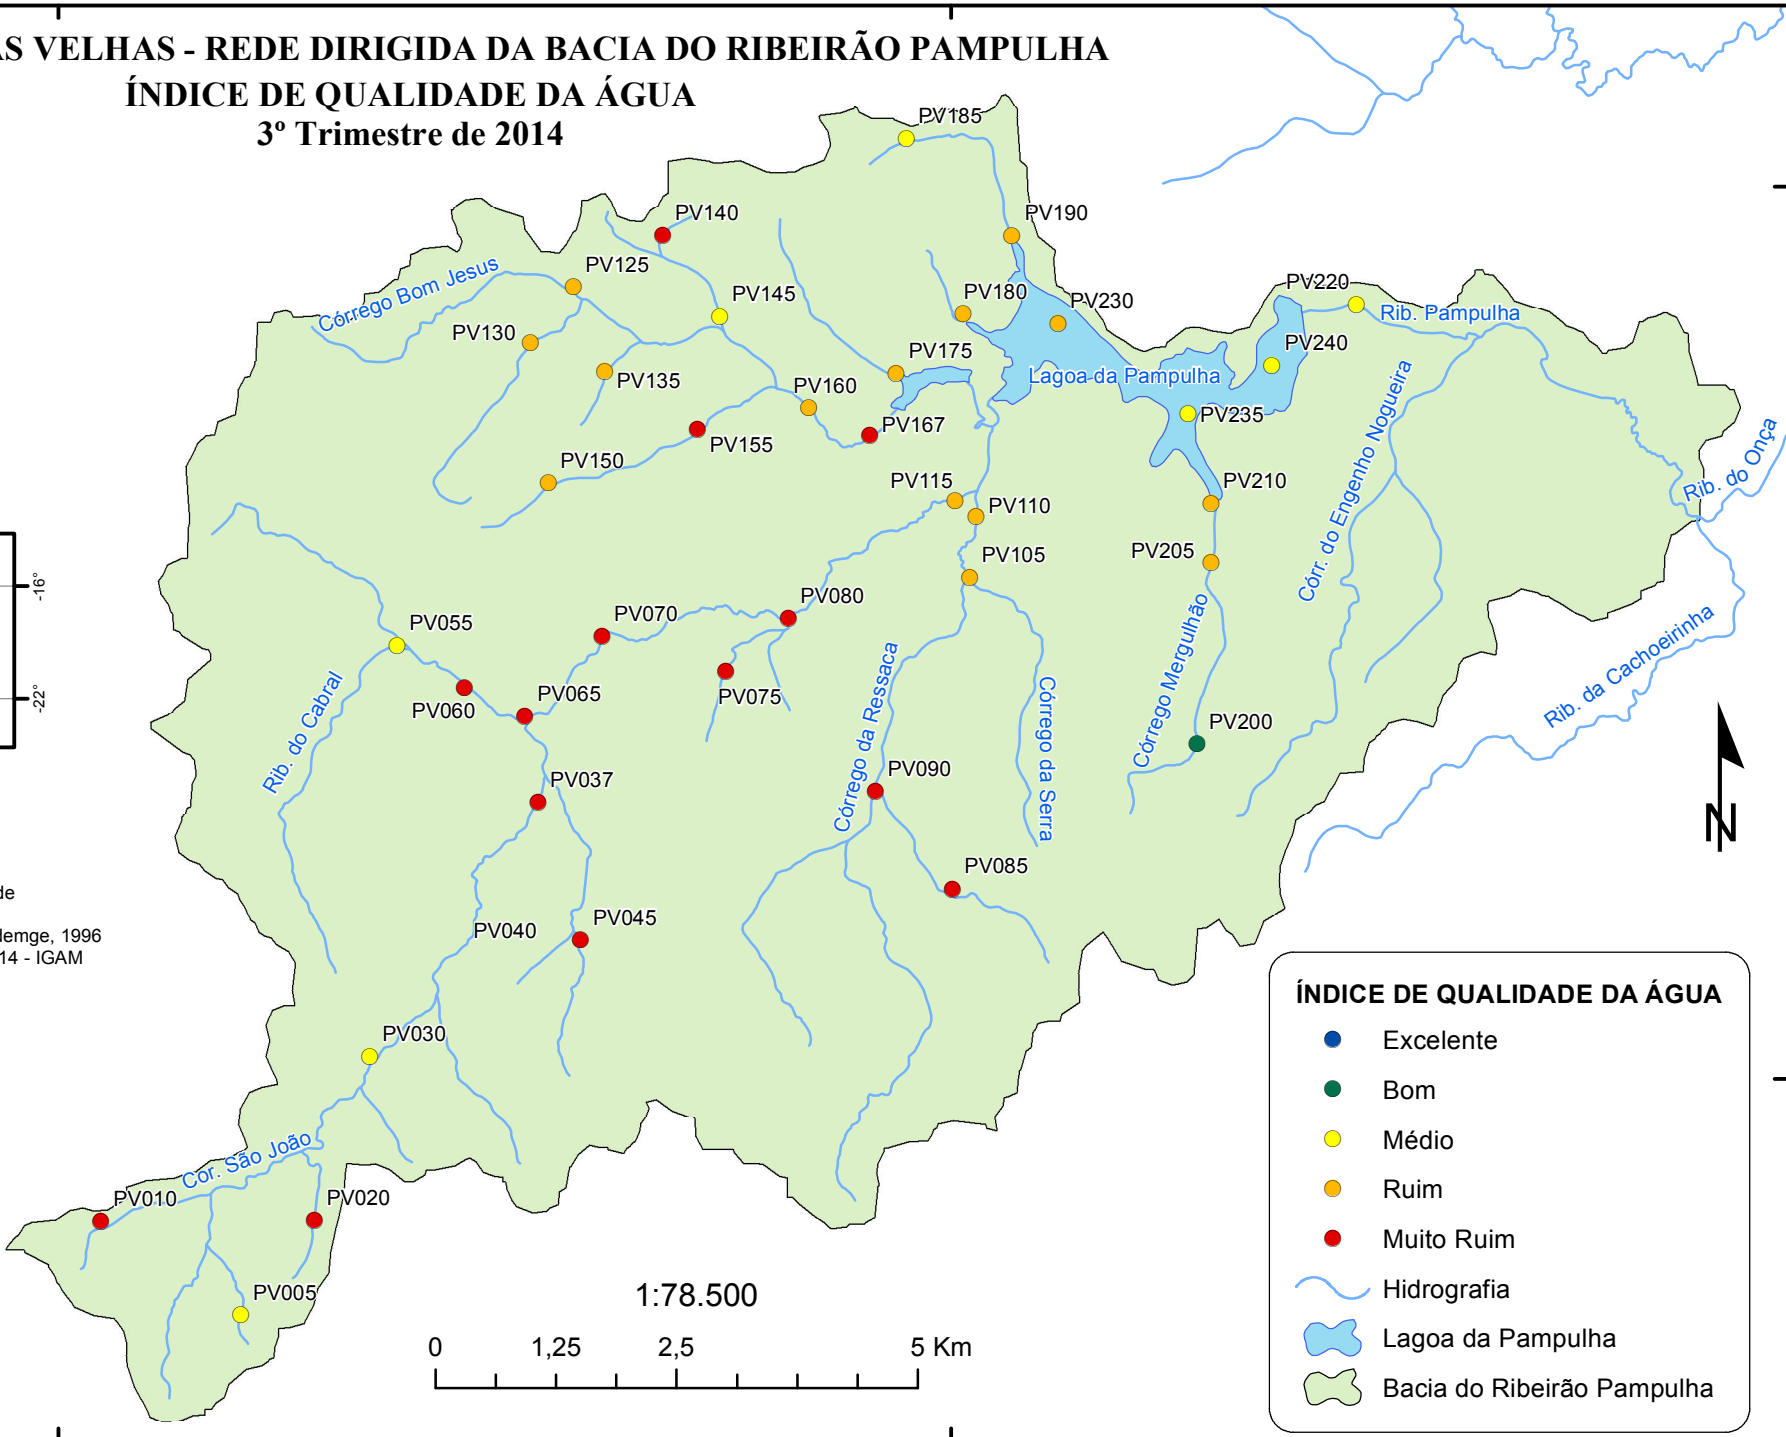 AS VELHAS - REDE DIRIGIDA DA BACIA DO RIBEIRÃO PAMPULHA
ÍNDICE DE QUALIDADE DA ÁGUA
3º Trimestre de 2014
PV185
PV140
PV190
PV125
Córrego Bom Jesus
PV145
PV180
PV230
PV220
Rib. Pampulha
PV130
PV240
PV175
PV135
Lagoa da Pampulha
PV160
PV235
PV167
PV155
PV150
PV115
PV210
PV110
Rib. do Onça
Córr. do Engenho Nogueira
PV105
PV205
-16°
PV080
PV070
PV055
Córrego Mergulhão
Rib. da Cachoeirinha
PV075
PV065
PV060
-22°
Rib. do Cabral
Córrego da Ressaca
Córrego da Serra
PV200
PV090
PV037
N
PV085
de
PV045
PV040
demge, 1996
14 - IGAM
PV030
Cor. São João
PV010
PV020
PV005
1:78.500
0 1,25 2,5 5 Km
ÍNDICE DE QUALIDADE DA ÁGUA
Excelente
Bom
Médio
Ruim
Muito Ruim
Hidrografia
Lagoa da Pampulha
Bacia do Ribeirão Pampulha